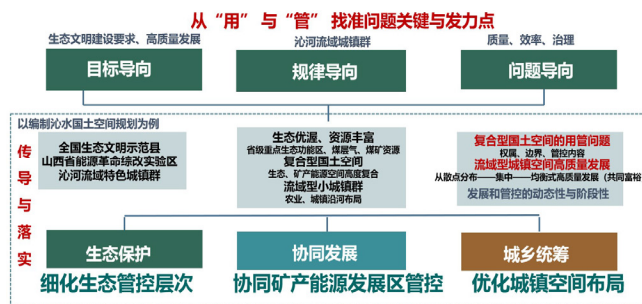 从“用”与“管”找准问题关键与发力点
生态文明建设要求、高质量发展
沁河流域城镇群
质量、效率、治理
目标导向
规律导向
问题导向
以编制沁水国土空间规划为例
传导与落实
全国生态文明示范县
山西省能源革命综改实验区
沁河流域特色城镇群
生态优渥、资源丰富
省级重点生态功能区、煤层气、煤矿资源
复合型国土空间
生态、矿产能源空间高度复合
流域型小城镇群
农业、城镇沿河布局
复合型国土空间的用管问题
权属、边界、管控内容
流域型城镇空间高质量发展
从散点分布——集中——均衡式高质量发展（共同富裕
发展和管控的动态性与阶段性
生态保护
协同发展
城乡统筹
细化生态管控层次
协同矿产能源发展区管控
优化城镇空间布局